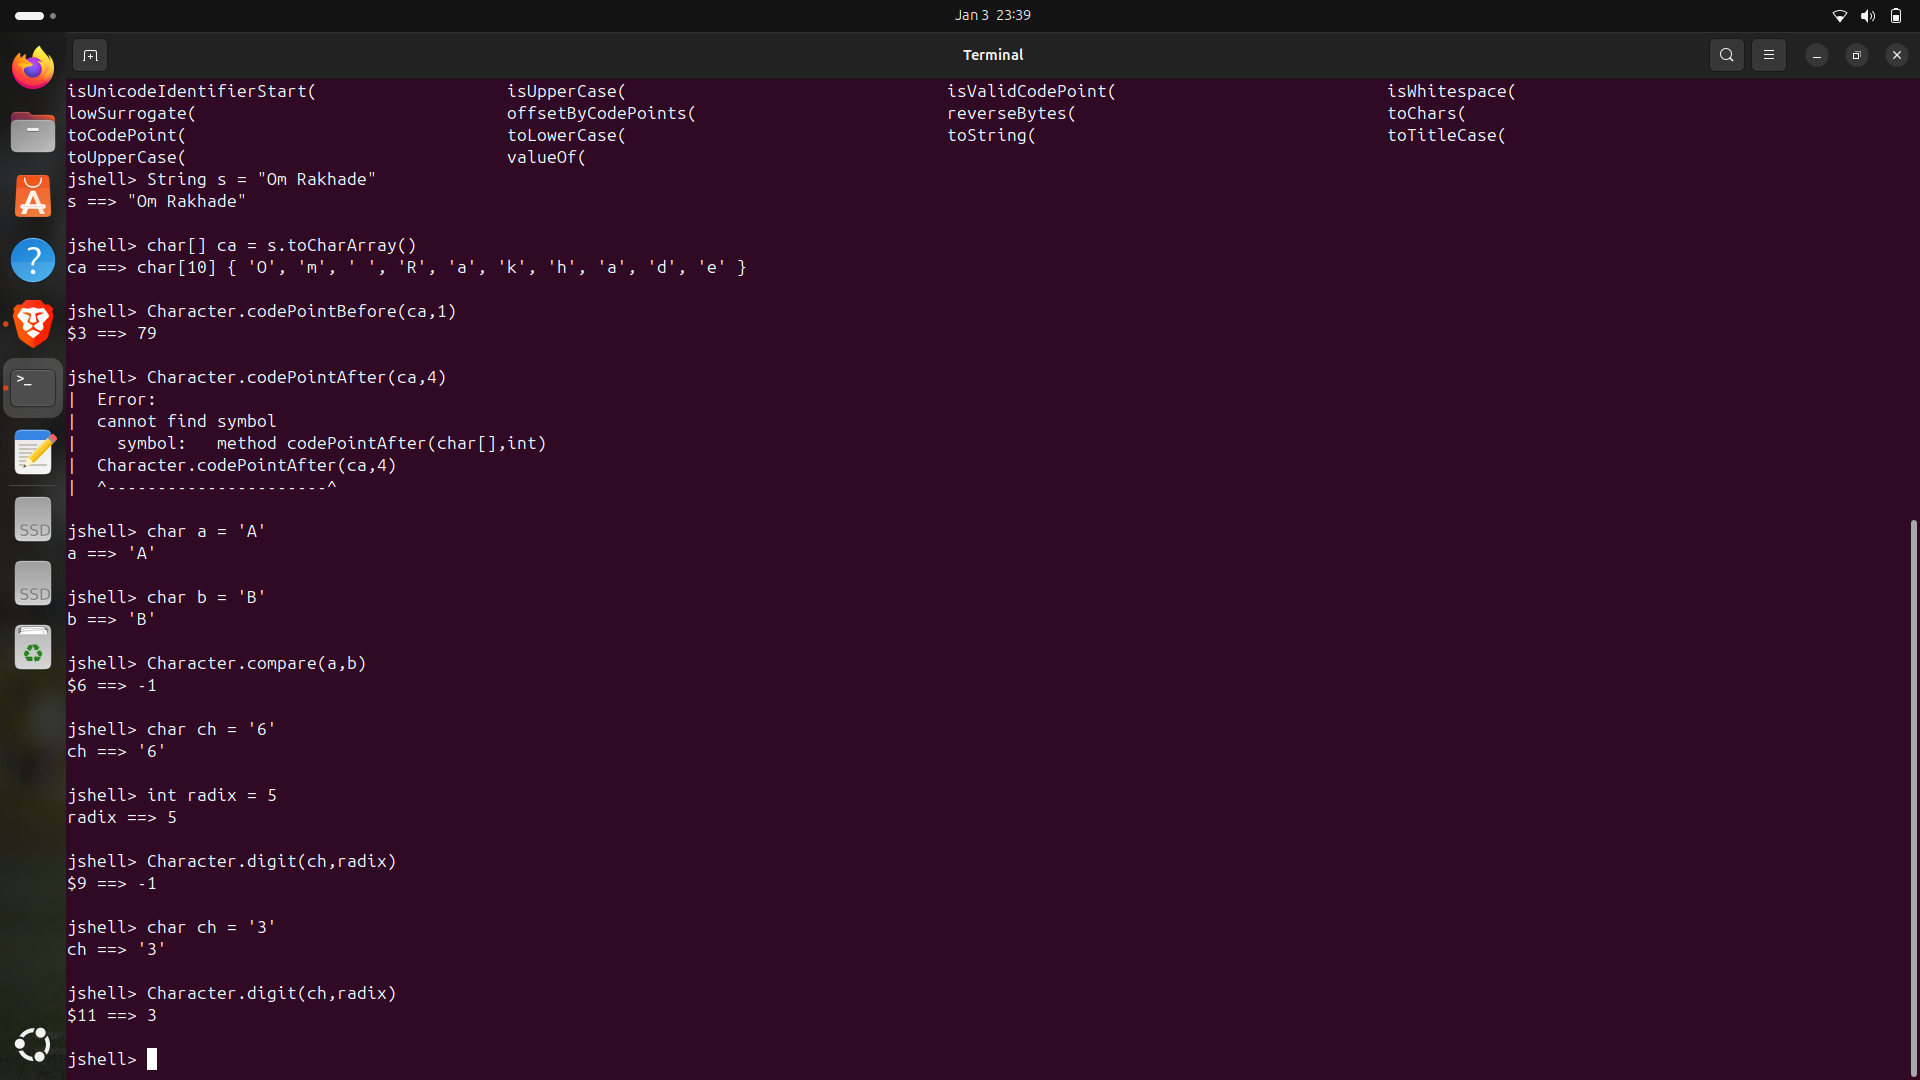 Jan 3 23:39
Terminal
isUnicodeIdentifierStart( isUpperCase( isValidCodePoint( isWhitespace(
lowSurrogate( offsetByCodePoints( reverseBytes( toChars(
toCodePoint( toLowerCase( toString( toTitleCase(
toUpperCase( valueOf(
jshell> String s = "Om Rakhade"
s ==> "Om Rakhade"
jshell> char[] ca = s.toCharArray()
ca ==> char[10] { 'O', 'm', ' ', 'R', 'a', 'k', 'h', 'a', 'd', 'e' }
jshell> Character.codePointBefore(ca,1)
$3 ==> 79
jshell> Character.codePointAfter(ca,4)
|  Error:
|  cannot find symbol
|    symbol:   method codePointAfter(char[],int)
|  Character.codePointAfter(ca,4)
|  ^----------------------^
jshell> char a = 'A'
a ==> 'A'
jshell> char b = 'B'
b ==> 'B'
jshell> Character.compare(a,b)
$6 ==> -1
jshell> char ch = '6'
ch ==> '6'
jshell> int radix = 5
radix ==> 5
jshell> Character.digit(ch,radix)
$9 ==> -1
jshell> char ch = '3'
ch ==> '3'
jshell> Character.digit(ch,radix)
$11 ==> 3
jshell>
A
?
>_
SSD
SSD